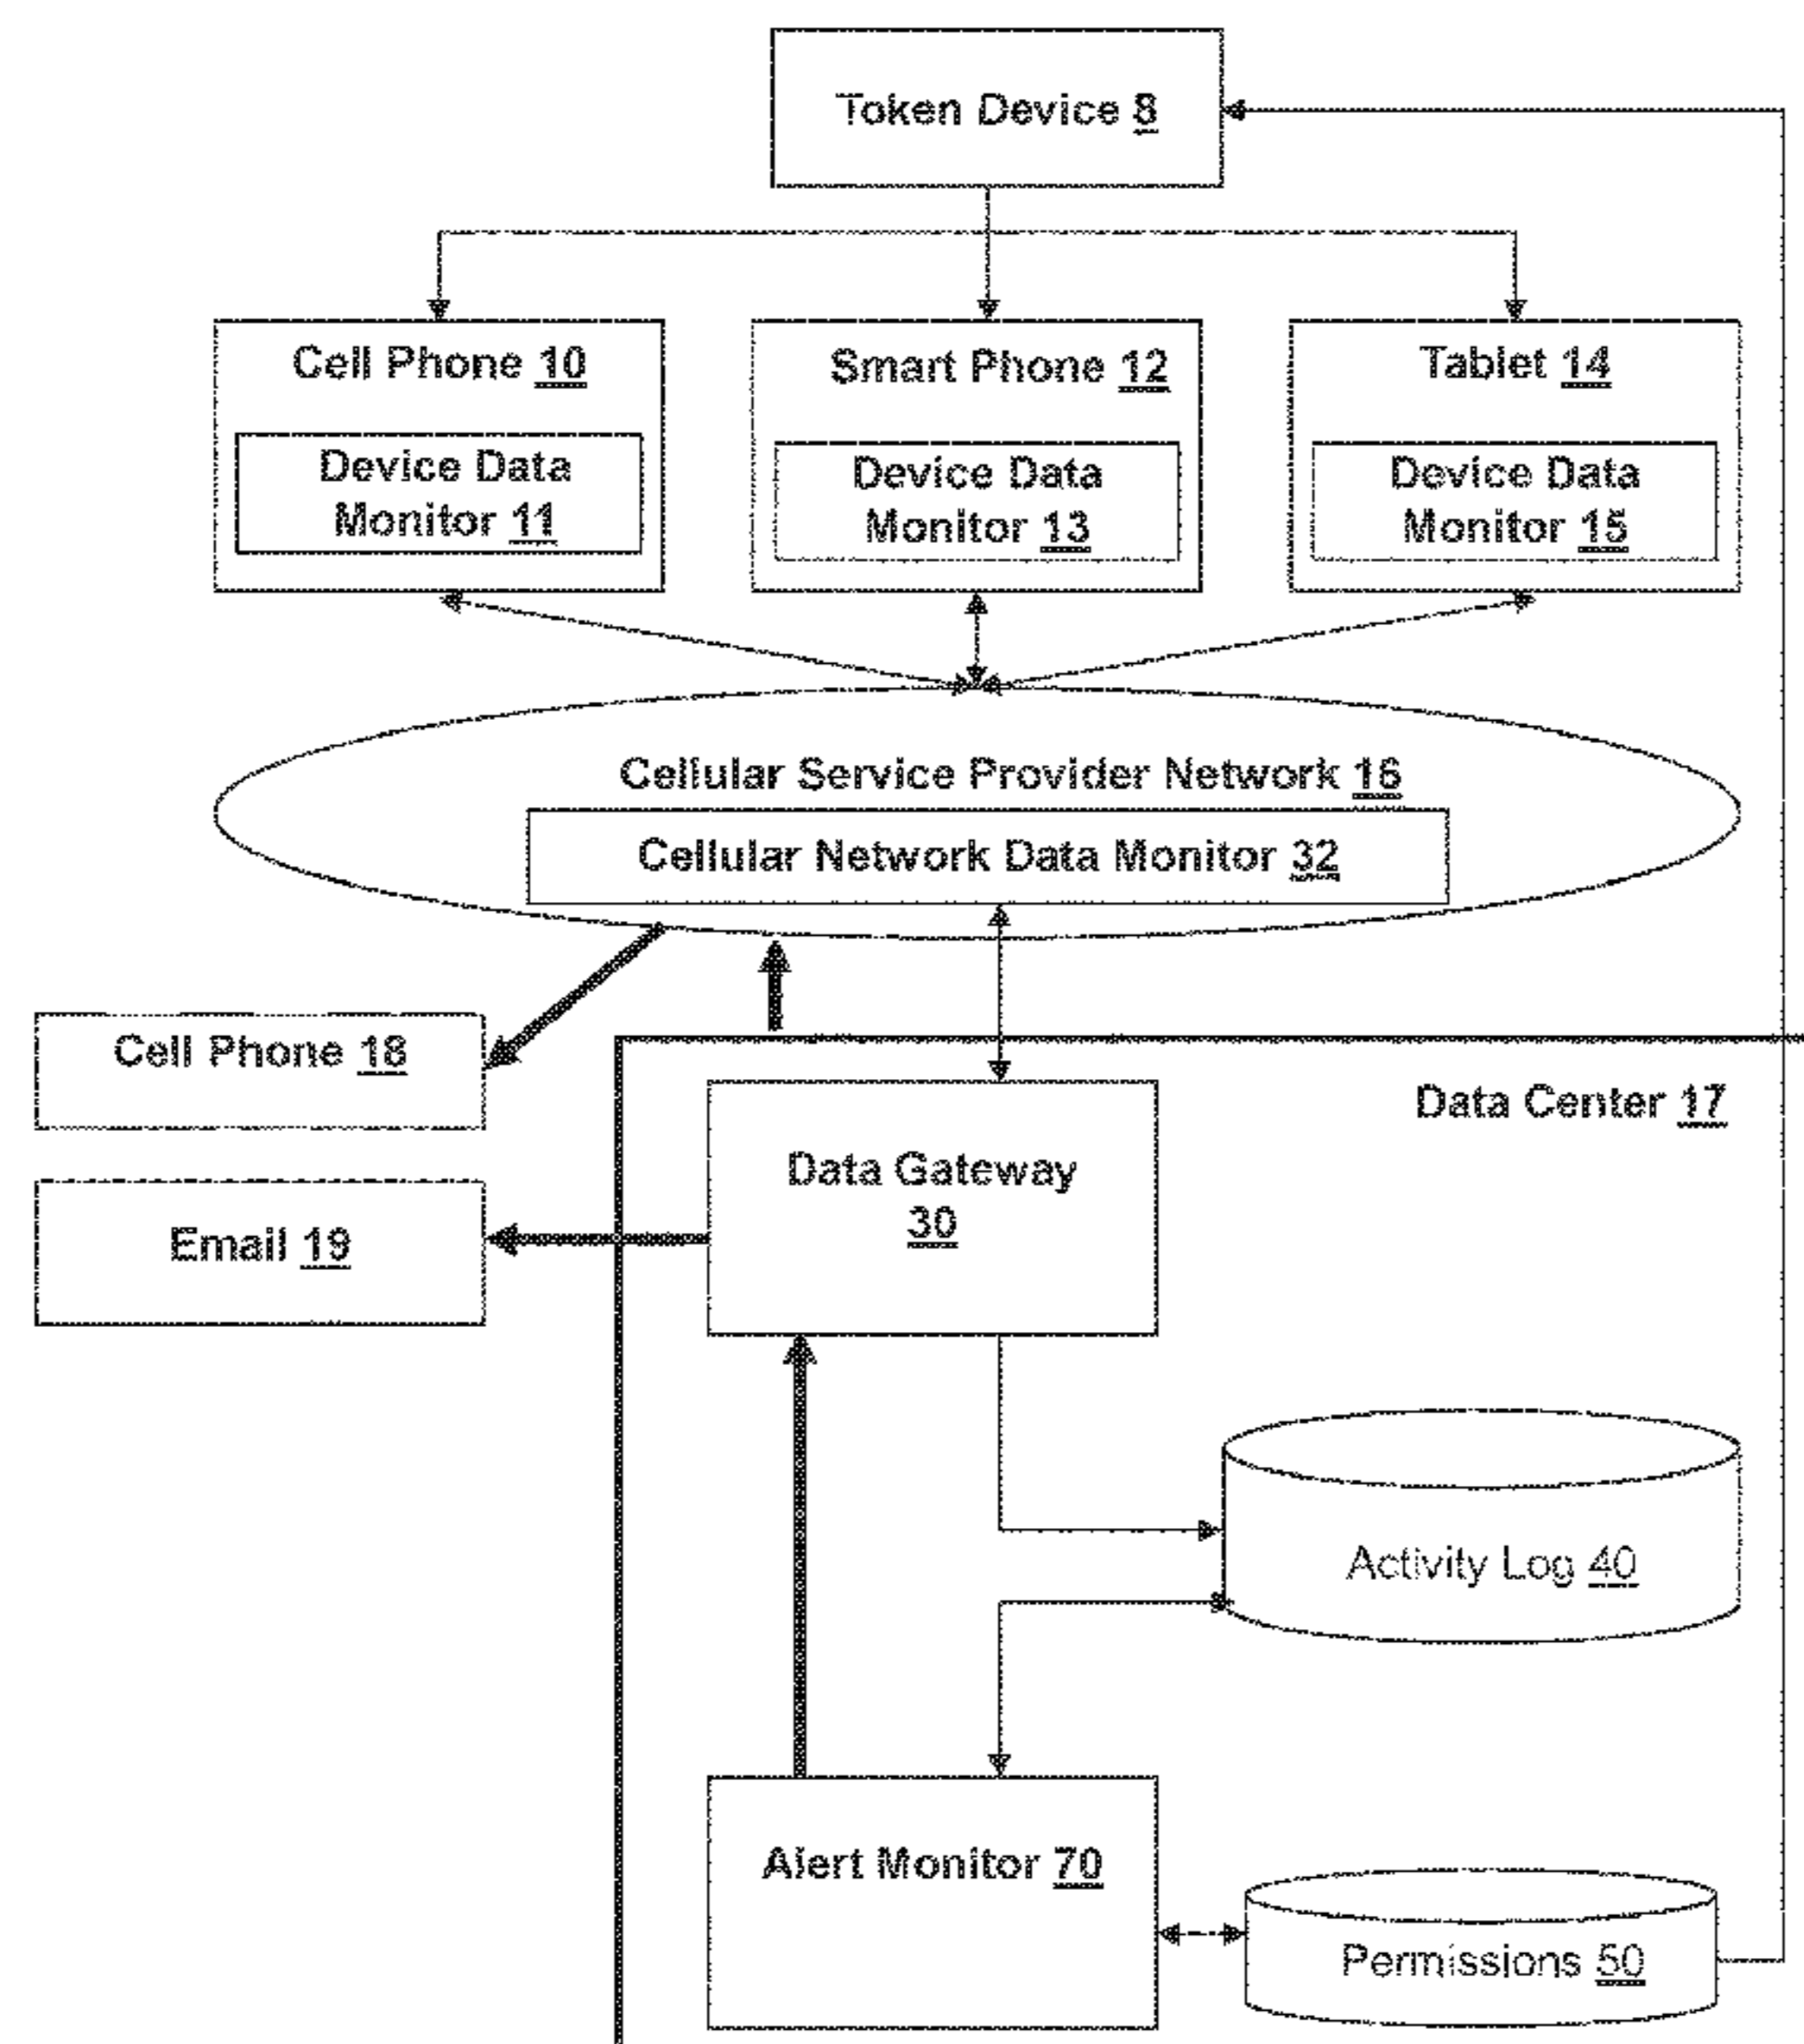 Token Device 8
Cell Phone 10
Device Data
Monitor 11
Smart Phone 12
Device Data
Monitor 13
Tablet 14
Device Data
Monitor 15
Cellular Service Provider Network 16
Cellular Network Data Monitor 32
Cell Phone 18
Email 19
Data Center 17
Data Gateway
30
Activity Log 40
Alert Monitor 70
Permissions 50